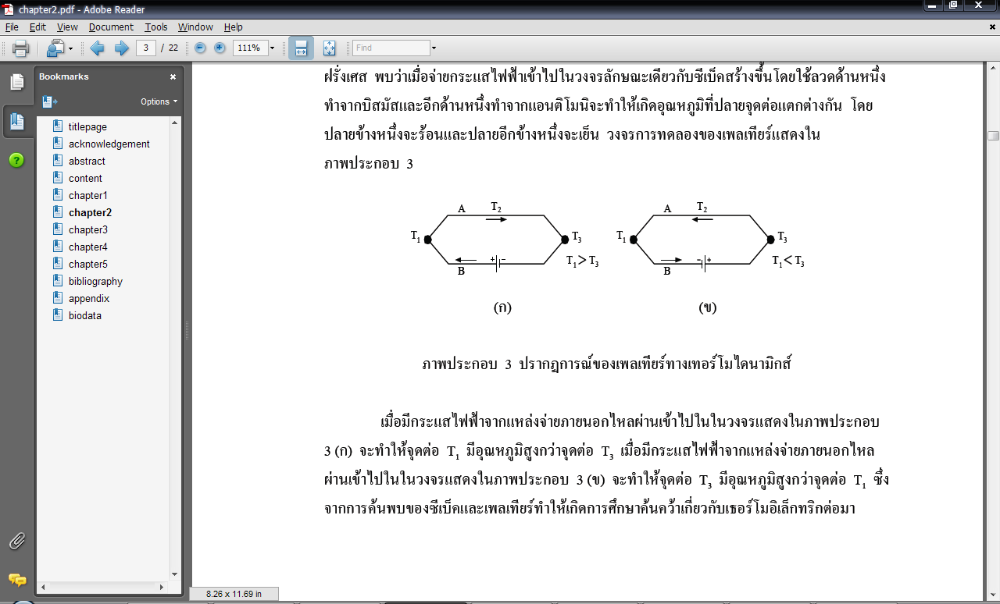 chapter2.pdf - Adobe Reader
File Edit View Document Tools Window Help
3 / 22 111% Find
Bookmarks
Options
titlepage
acknowledgement
abstract
content
chapter1
chapter2
chapter3
chapter4
chapter5
bibliography
appendix
biodata
ฝรั่งเศส พบว่าเมื่อจ่ายกระแสไฟฟ้าเข้าไปในวงจรลักษณะเดียวกับซีเบ็คสร้างขึ้นโดยใช้ลวดด้านหนึ่ง
ทำจากบิสมัสและอีกด้านหนึ่งทำจากแอนติโมนิจะทำให้เกิดอุณหภูมิที่ปลายจุดต่อแตกต่างกัน โดย
ปลายข้างหนึ่งจะร้อนและปลายอีกข้างหนึ่งจะเย็น วงจรการทดลองของเพลเทียร์แสดงใน
ภาพประกอบ 3
A T₂
T₁ T₃
+ -
B T₁ > T₃
(ก)
A T₂
T₁ T₃
- +
B T₁ < T₃
(ข)
ภาพประกอบ 3 ปรากฏการณ์ของเพลเทียร์ทางเทอร์โมไดนามิกส์
เมื่อมีกระแสไฟฟ้าจากแหล่งจ่ายภายนอกไหลผ่านเข้าไปในในวงจรแสดงในภาพประกอบ
3 (ก) จะทำให้จุดต่อ T₁ มีอุณหภูมิสูงกว่าจุดต่อ T₃ เมื่อมีกระแสไฟฟ้าจากแหล่งจ่ายภายนอกไหล
ผ่านเข้าไปในในวงจรแสดงในภาพประกอบ 3 (ข) จะทำให้จุดต่อ T₃ มีอุณหภูมิสูงกว่าจุดต่อ T₁ ซึ่ง
จากการค้นพบของซีเบ็คและเพลเทียร์ทำให้เกิดการศึกษาค้นคว้าเกี่ยวกับเธอร์โมอิเล็กทริกต่อมา
8.26 x 11.69 in